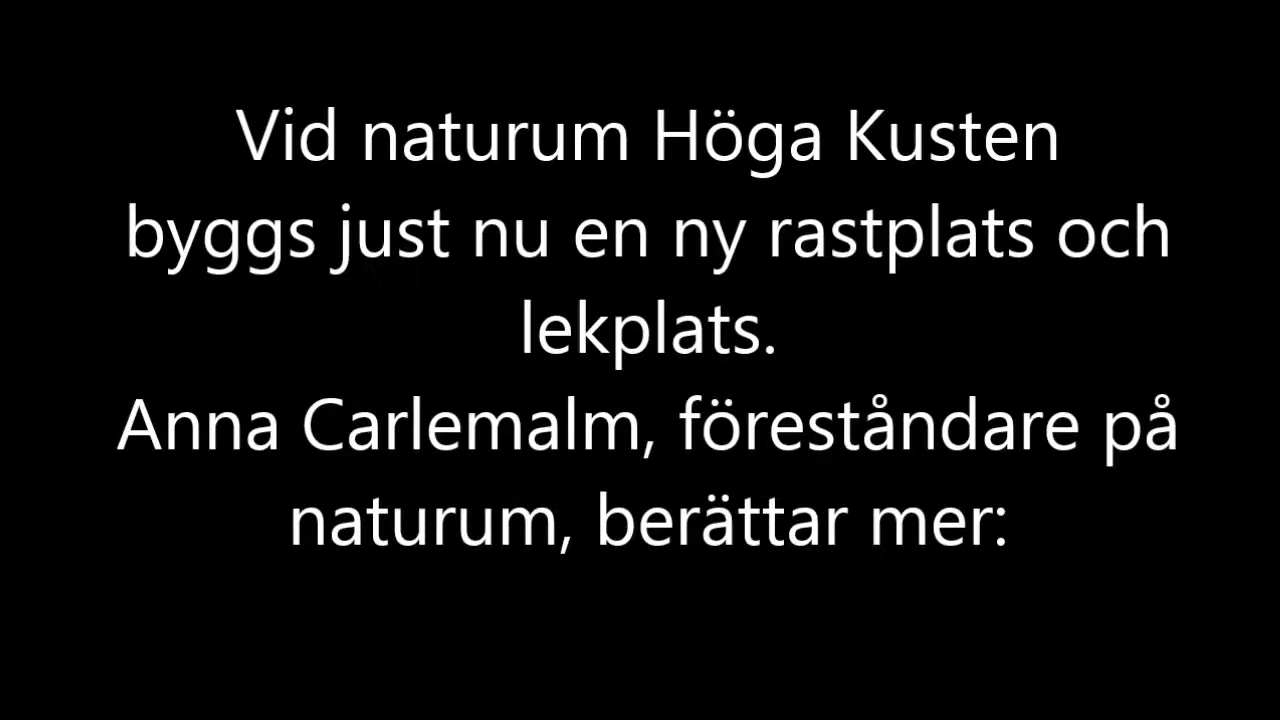 Vid naturum Höga Kusten
byggs just nu en ny rastplats och
lekplats.
Anna Carlemalm, föreståndare på
naturum, berättar mer: